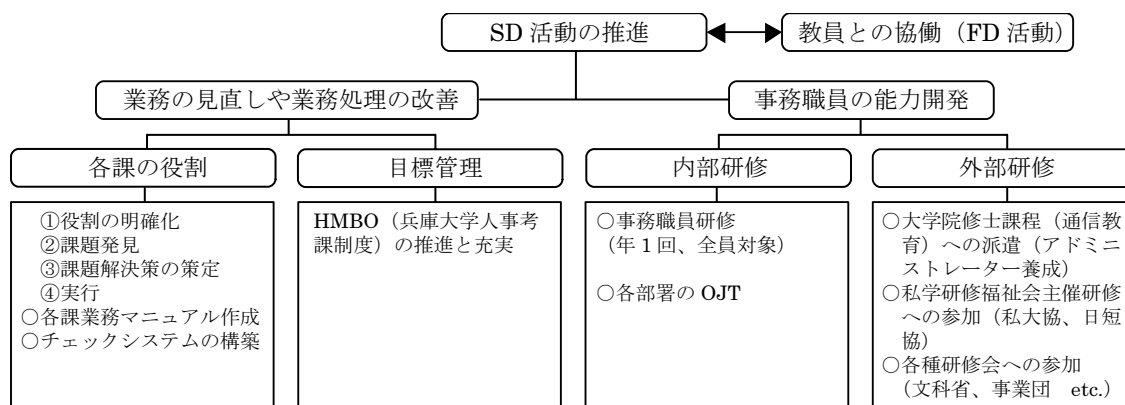 SD 活動の推進
教員との協働（FD 活動）
業務の見直しや業務処理の改善
事務職員の能力開発
各課の役割
目標管理
内部研修
外部研修
①役割の明確化
②課題発見
③課題解決策の策定
④実行
○各課業務マニュアル作成
○チェックシステムの構築
HMBO（兵庫大学人事考
課制度）の推進と充実
○事務職員研修
（年 1 回、全員対象）
○各部署の OJT
○大学院修士課程（通信教
育）への派遣（アドミニ
ストレーター養成）
○私学研修福祉会主催研修
への参加（私大協、日短
協）
○各種研修会への参加
（文科省、事業団　etc.）